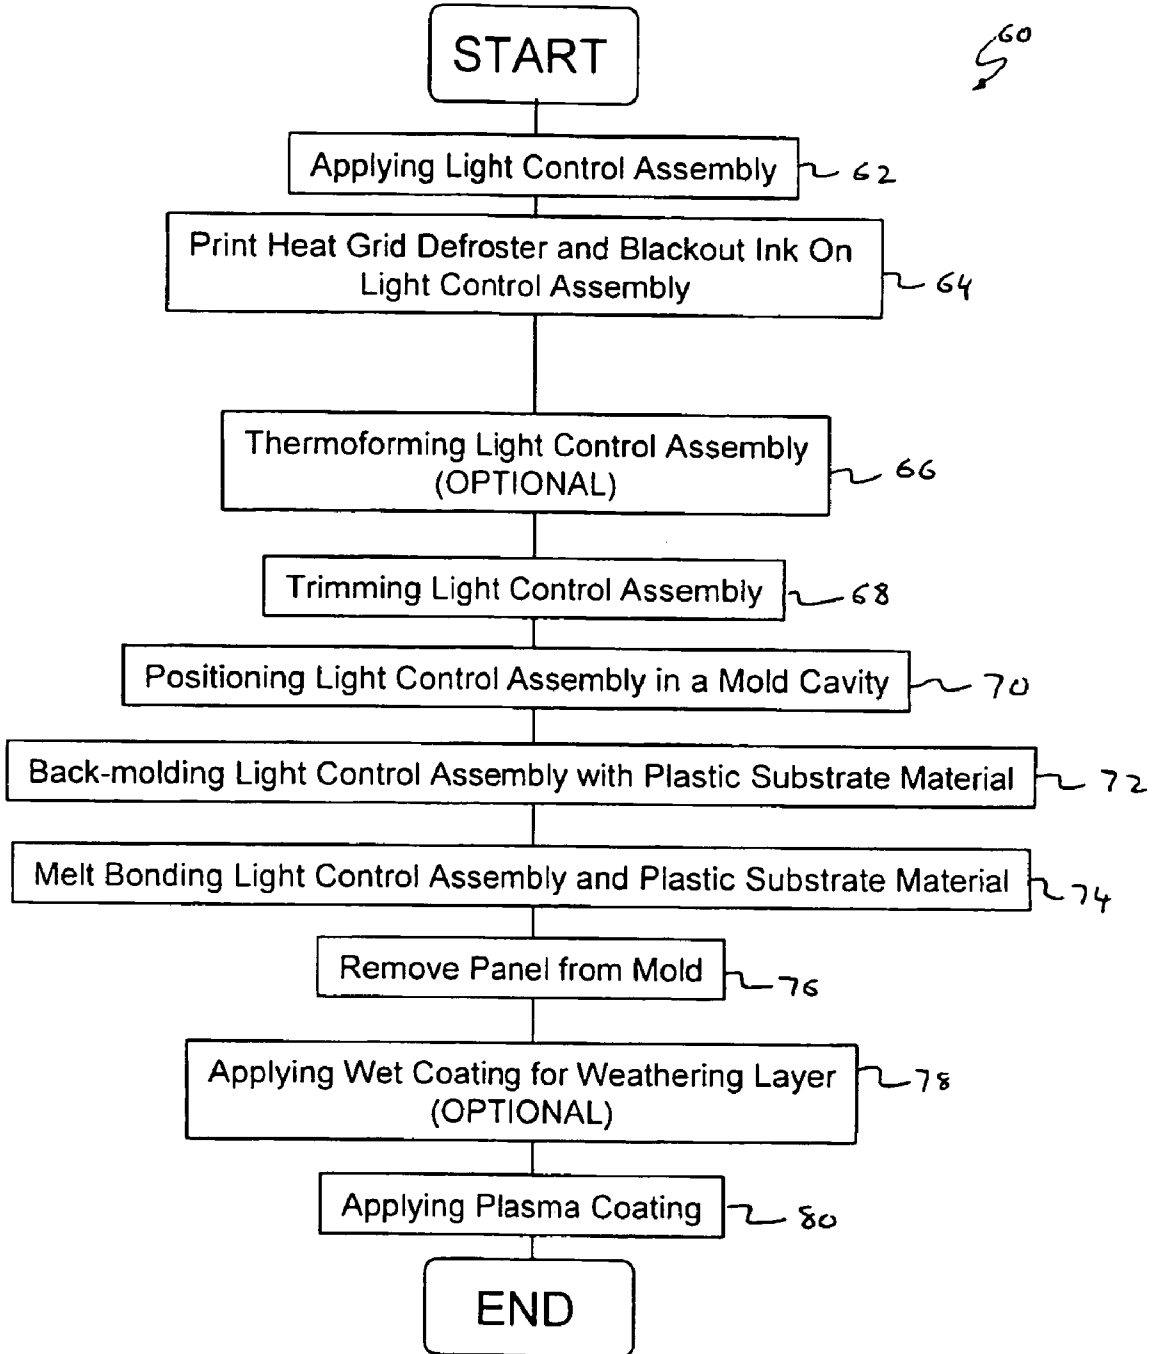 START
60
Applying Light Control Assembly
62
Print Heat Grid Defroster and Blackout Ink On
Light Control Assembly
64
Thermoforming Light Control Assembly
(OPTIONAL)
66
Trimming Light Control Assembly
68
Positioning Light Control Assembly in a Mold Cavity
70
Back-molding Light Control Assembly with Plastic Substrate Material
72
Melt Bonding Light Control Assembly and Plastic Substrate Material
74
Remove Panel from Mold
76
Applying Wet Coating for Weathering Layer
(OPTIONAL)
78
Applying Plasma Coating
80
END